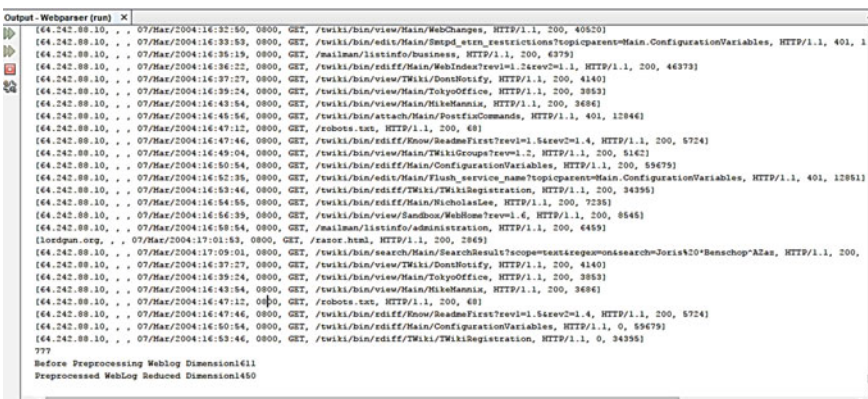 Output - Webparser (run) ×
[64.242.88.10, , , 07/Mar/2004:16:32:50, 0800, GET, /twiki/bin/view/Main/WebChanges, HTTP/1.1, 200, 40520]
[64.242.88.10, , , 07/Mar/2004:16:33:53, 0800, GET, /twiki/bin/edit/Main/Smtpd_etrn_restrictions?topicparent=Main.ConfigurationVariables, HTTP/1.1, 401, 1
[64.242.88.10, , , 07/Mar/2004:16:35:19, 0800, GET, /mailman/listinfo/business, HTTP/1.1, 200, 6379]
[64.242.88.10, , , 07/Mar/2004:16:36:22, 0800, GET, /twiki/bin/rdiff/Main/WebIndex?rev1=1.2&rev2=1.1, HTTP/1.1, 200, 46373]
[64.242.88.10, , , 07/Mar/2004:16:37:27, 0800, GET, /twiki/bin/view/TWiki/DontNotify, HTTP/1.1, 200, 4140]
[64.242.88.10, , , 07/Mar/2004:16:39:24, 0800, GET, /twiki/bin/view/Main/TokyoOffice, HTTP/1.1, 200, 3853]
[64.242.88.10, , , 07/Mar/2004:16:43:54, 0800, GET, /twiki/bin/view/Main/MikeMannix, HTTP/1.1, 200, 3686]
[64.242.88.10, , , 07/Mar/2004:16:45:56, 0800, GET, /twiki/bin/attach/Main/PostfixCommands, HTTP/1.1, 401, 12846]
[64.242.88.10, , , 07/Mar/2004:16:47:12, 0800, GET, /robots.txt, HTTP/1.1, 200, 68]
[64.242.88.10, , , 07/Mar/2004:16:47:46, 0800, GET, /twiki/bin/rdiff/Know/ReadmeFirst?rev1=1.5&rev2=1.4, HTTP/1.1, 200, 5724]
[64.242.88.10, , , 07/Mar/2004:16:49:04, 0800, GET, /twiki/bin/view/Main/TWikiGroups?rev=1.2, HTTP/1.1, 200, 5162]
[64.242.88.10, , , 07/Mar/2004:16:50:54, 0800, GET, /twiki/bin/rdiff/Main/ConfigurationVariables, HTTP/1.1, 200, 59679]
[64.242.88.10, , , 07/Mar/2004:16:52:35, 0800, GET, /twiki/bin/edit/Main/Flush_service_name?topicparent=Main.ConfigurationVariables, HTTP/1.1, 401, 12851]
[64.242.88.10, , , 07/Mar/2004:16:53:46, 0800, GET, /twiki/bin/rdiff/TWiki/TWikiRegistration, HTTP/1.1, 200, 34395]
[64.242.88.10, , , 07/Mar/2004:16:54:55, 0800, GET, /twiki/bin/rdiff/Main/NicholasLee, HTTP/1.1, 200, 7235]
[64.242.88.10, , , 07/Mar/2004:16:56:39, 0800, GET, /twiki/bin/view/Sandbox/WebHome?rev=1.6, HTTP/1.1, 200, 8545]
[64.242.88.10, , , 07/Mar/2004:16:58:54, 0800, GET, /mailman/listinfo/administration, HTTP/1.1, 200, 6459]
[lordgun.org, , , 07/Mar/2004:17:01:53, 0800, GET, /razor.html, HTTP/1.1, 200, 2869]
[64.242.88.10, , , 07/Mar/2004:17:09:01, 0800, GET, /twiki/bin/search/Main/SearchResult?scope=text&regex=on&search=Joris%20*Benschop^AZas, HTTP/1.1, 200,
[64.242.88.10, , , 07/Mar/2004:16:37:27, 0800, GET, /twiki/bin/view/TWiki/DontNotify, HTTP/1.1, 200, 4140]
[64.242.88.10, , , 07/Mar/2004:16:39:24, 0800, GET, /twiki/bin/view/Main/TokyoOffice, HTTP/1.1, 200, 3853]
[64.242.88.10, , , 07/Mar/2004:16:43:54, 0800, GET, /twiki/bin/view/Main/MikeMannix, HTTP/1.1, 200, 3686]
[64.242.88.10, , , 07/Mar/2004:16:47:12, 0800, GET, /robots.txt, HTTP/1.1, 200, 68]
[64.242.88.10, , , 07/Mar/2004:16:47:46, 0800, GET, /twiki/bin/rdiff/Know/ReadmeFirst?rev1=1.5&rev2=1.4, HTTP/1.1, 200, 5724]
[64.242.88.10, , , 07/Mar/2004:16:50:54, 0800, GET, /twiki/bin/rdiff/Main/ConfigurationVariables, HTTP/1.1, 0, 59679]
[64.242.88.10, , , 07/Mar/2004:16:53:46, 0800, GET, /twiki/bin/rdiff/TWiki/TWikiRegistration, HTTP/1.1, 0, 34395]
777
Before Preprocessing Weblog Dimension1611
Preprocessed WebLog Reduced Dimension1450